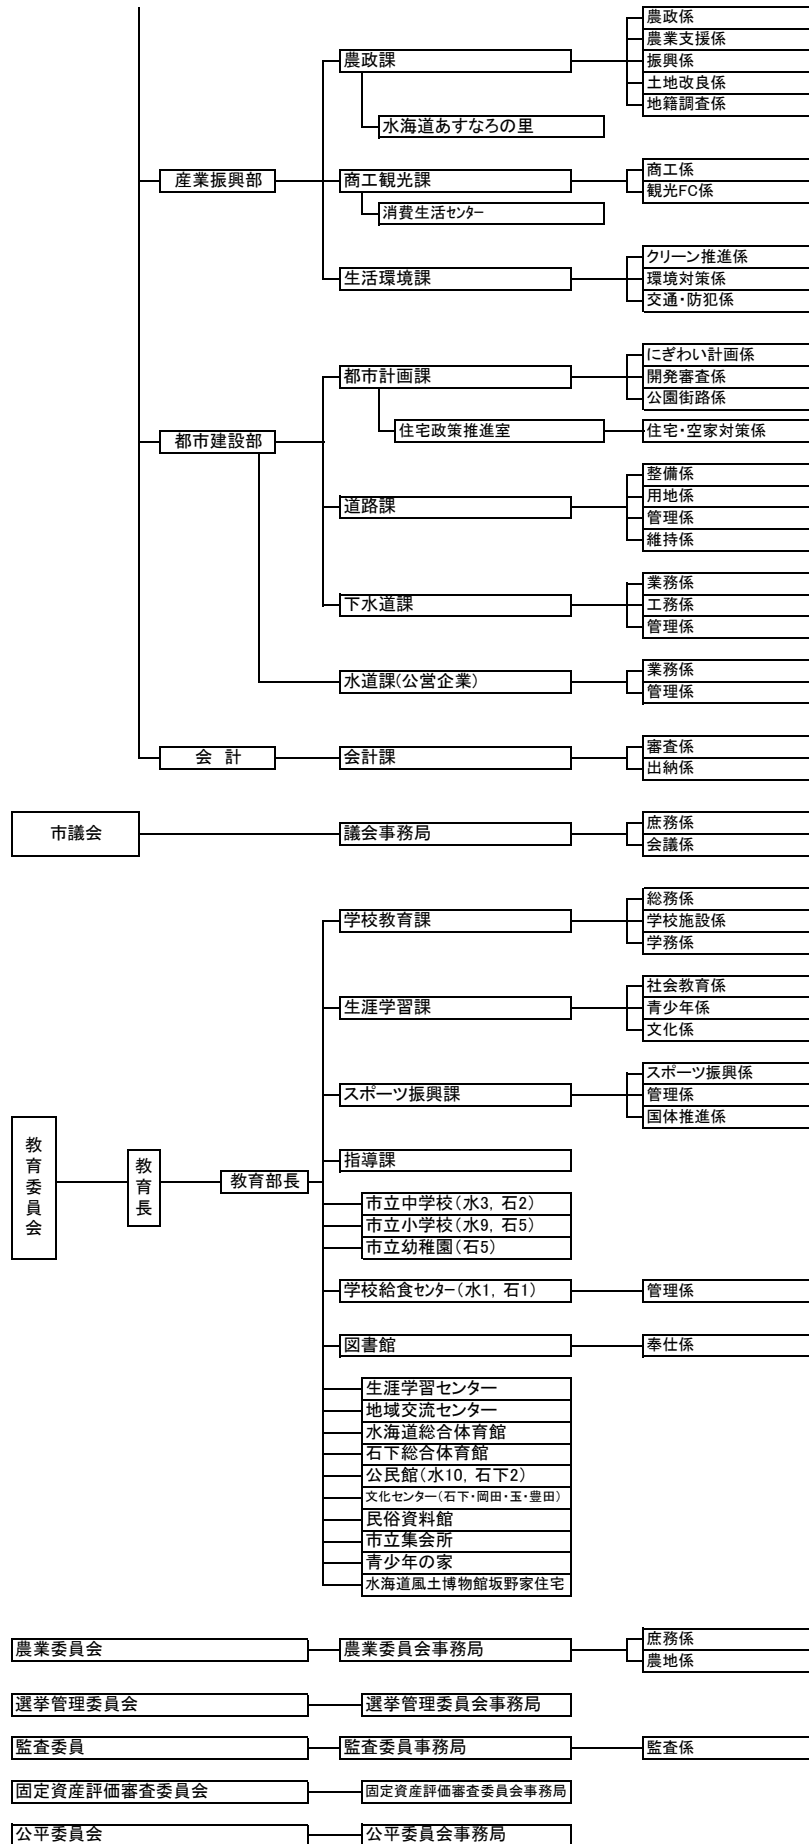 農政係
農業支援係
農政課
振興係
土地改良係
地籍調査係
水海道あすなろの里
商工係
産業振興部
商工観光課
観光FC係
消費生活センター
クリーン推進係
生活環境課
環境対策係
交通・防犯係
にぎわい計画係
都市計画課
開発審査係
公園街路係
都市建設部
住宅政策推進室
住宅・空家対策係
整備係
用地係
道路課
管理係
維持係
業務係
下水道課
工務係
管理係
業務係
水道課(公営企業)
管理係
審査係
会 計
会計課
出納係
庶務係
市議会
議会事務局
会議係
総務係
学校教育課
学校施設係
学務係
社会教育係
生涯学習課
青少年係
文化係
スポーツ振興係
スポーツ振興課
管理係
国体推進係
教育委員会
教育長
教育部長
指導課
市立中学校(水3, 石2)
市立小学校(水9, 石5)
市立幼稚園(石5)
学校給食センター(水1, 石1)
管理係
図書館
奉仕係
生涯学習センター
地域交流センター
水海道総合体育館
石下総合体育館
公民館(水10, 石下2)
文化センター(石下・岡田・玉・豊田)
民俗資料館
市立集会所
青少年の家
水海道風土博物館坂野家住宅
庶務係
農業委員会
農業委員会事務局
農地係
選挙管理委員会
選挙管理委員会事務局
監査委員
監査委員事務局
監査係
固定資産評価審査委員会
固定資産評価審査委員会事務局
公平委員会
公平委員会事務局